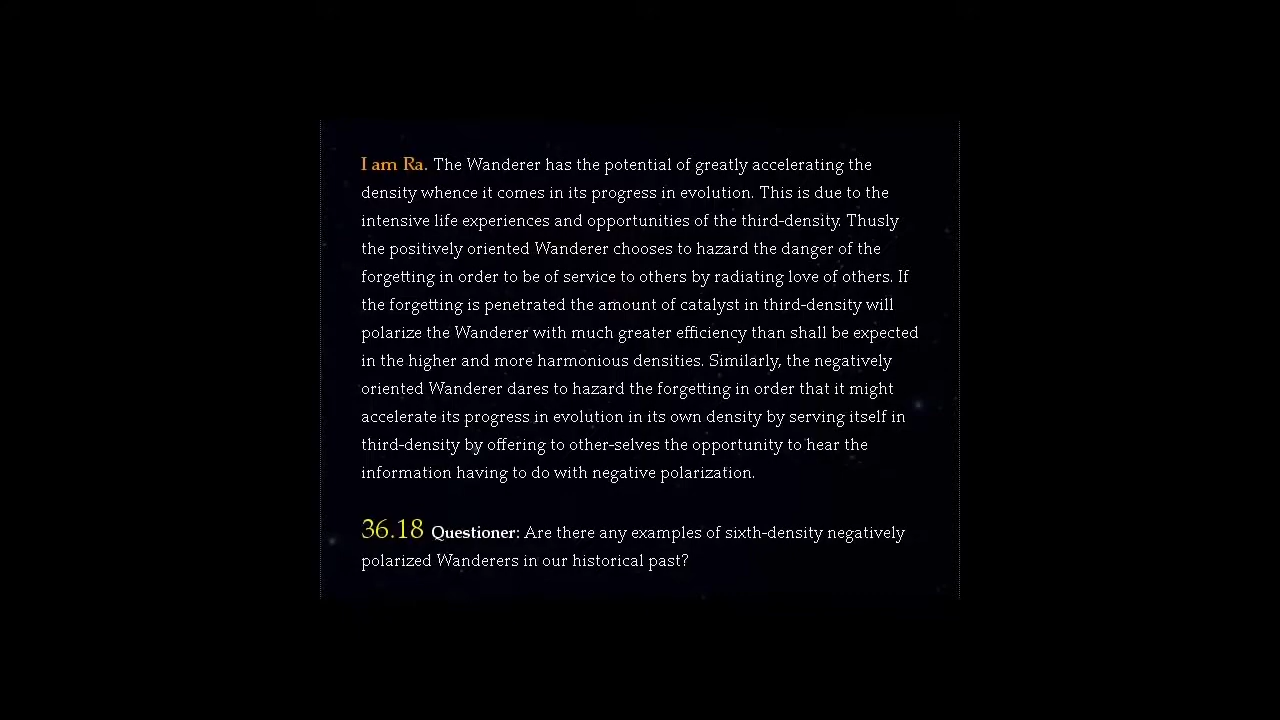 I am Ra. The Wanderer has the potential of greatly accelerating the
density whence it comes in its progress in evolution. This is due to the
intensive life experiences and opportunities of the third-density. Thusly
the positively oriented Wanderer chooses to hazard the danger of the
forgetting in order to be of service to others by radiating love of others. If
the forgetting is penetrated the amount of catalyst in third-density will
polarize the Wanderer with much greater efficiency than shall be expected
in the higher and more harmonious densities. Similarly, the negatively
oriented Wanderer dares to hazard the forgetting in order that it might
accelerate its progress in evolution in its own density by serving itself in
third-density by offering to other-selves the opportunity to hear the
information having to do with negative polarization.
36.18 Questioner: Are there any examples of sixth-density negatively
polarized Wanderers in our historical past?